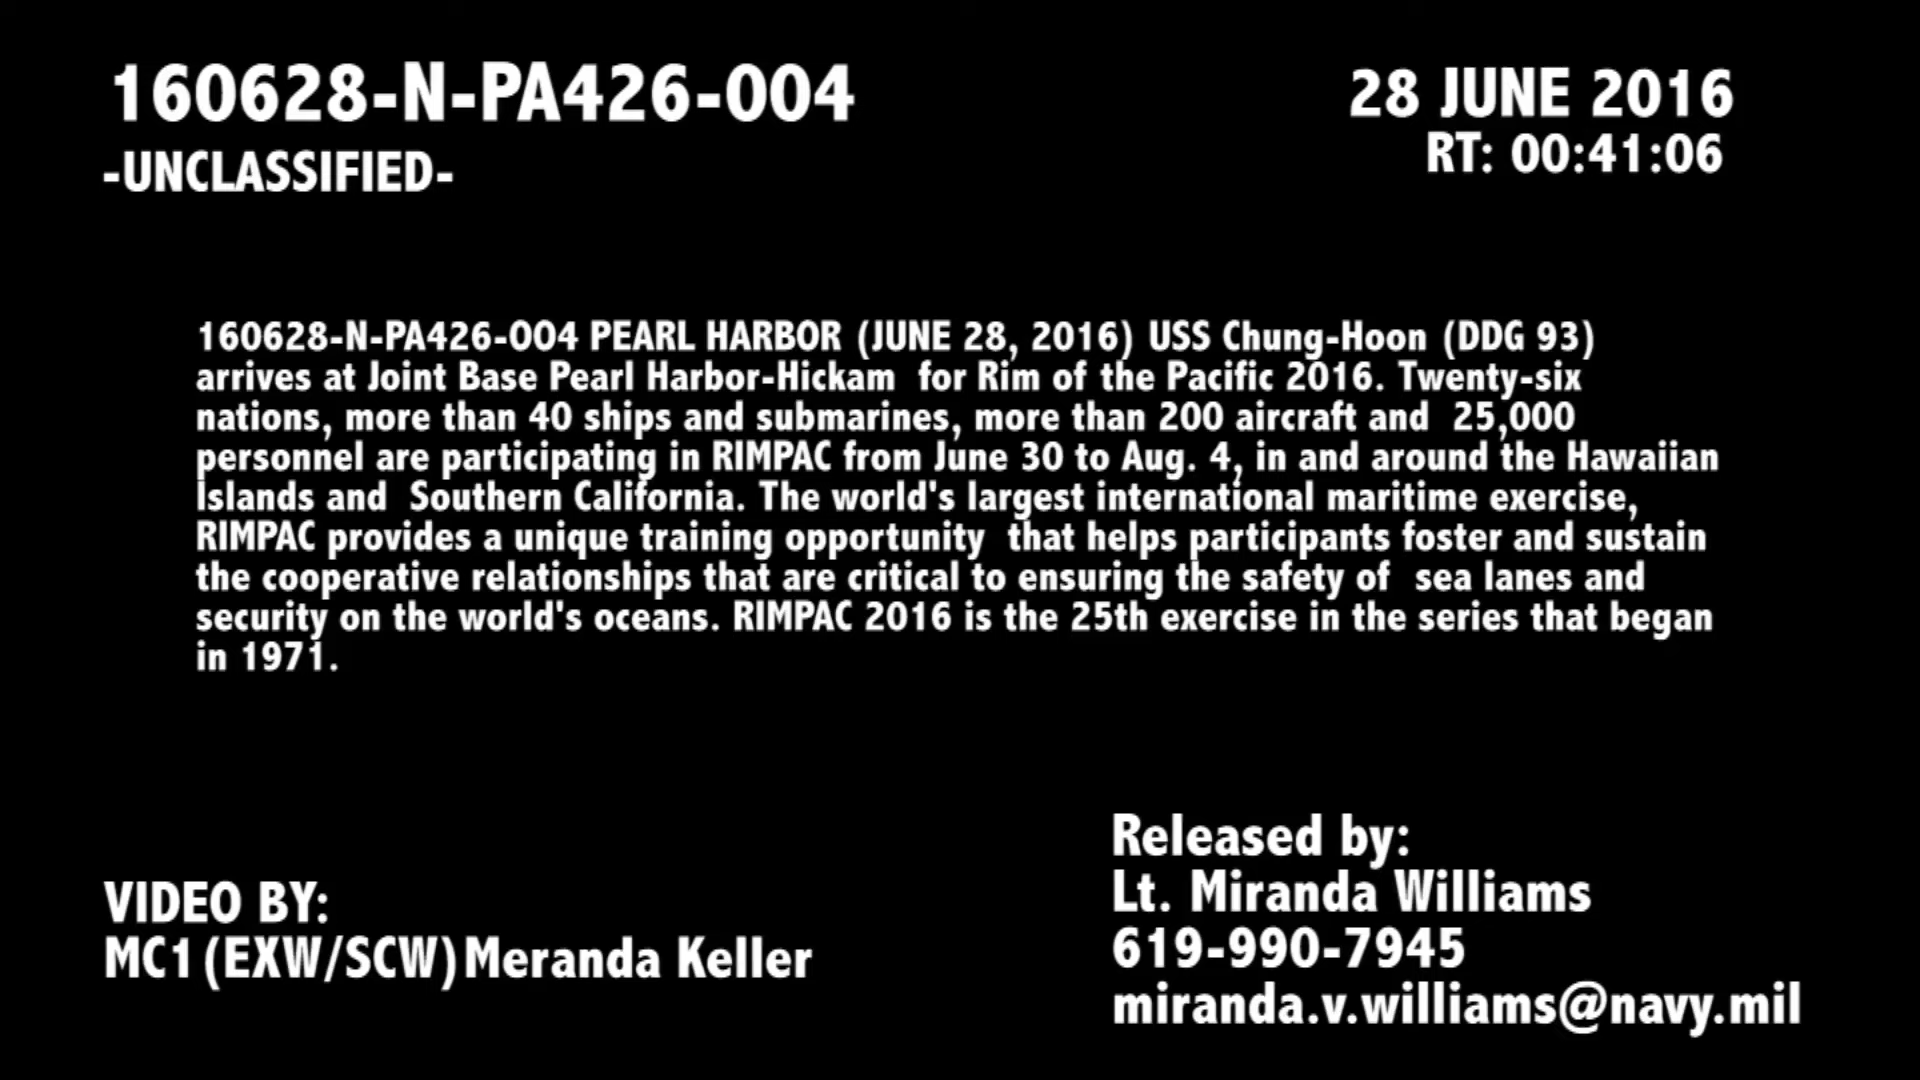 160628-N-PA426-004
-UNCLASSIFIED-
28 JUNE 2016
RT: 00:41:06
160628-N-PA426-OO4 PEARL HARBOR (JUNE 28, 2016) USS Chung-Hoon (DDG 93)
arrives at Joint Base Pearl Harbor-Hickam for Rim of the Pacific 2016. Twenty-six
nations, more than 40 ships and submarines, more than 200 aircraft and 25,000
personnel are participating in RIMPAC from June 30 to Aug. 4, in and around the Hawaiian
Islands and Southern California. The world's largest international maritime exercise,
RIMPAC provides a unique training opportunity that helps participants foster and sustain
the cooperative relationships that are critical to ensuring the safety of sea lanes and
security on the world's oceans. RIMPAC 2016 is the 25th exercise in the series that began
in 1971.
VIDEO BY:
MC1(EXW/SCW)Meranda Keller
Released by:
Lt. Miranda Williams
619-990-7945
miranda.v.williams@navy.mil